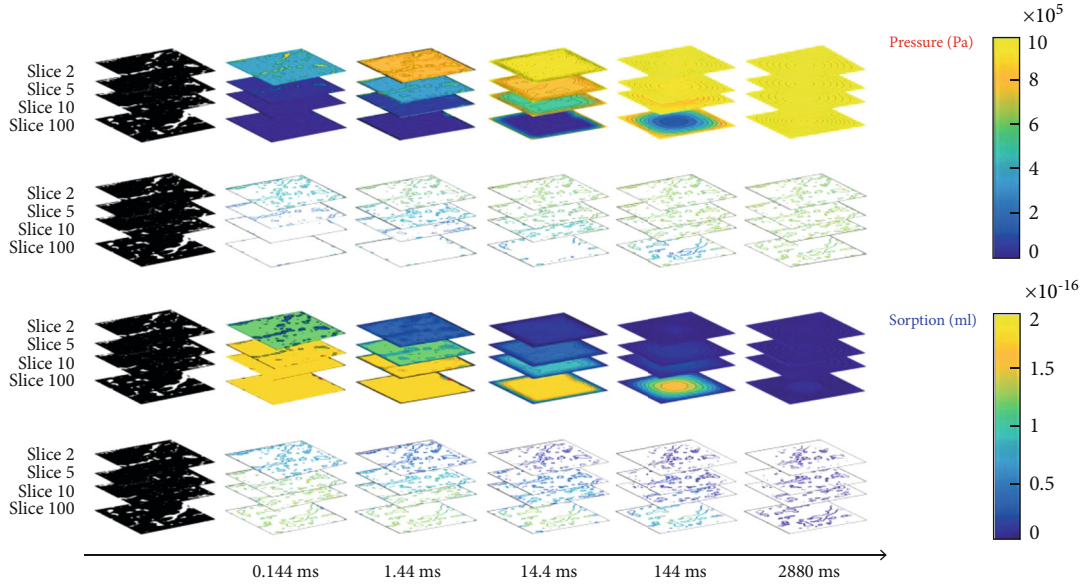 Slice 2
Slice 5
Slice 10
Slice 100
Slice 2
Slice 5
Slice 10
Slice 100
Slice 2
Slice 5
Slice 10
Slice 100
Slice 2
Slice 5
Slice 10
Slice 100
0.144 ms 1.44 ms 14.4 ms 144 ms 2880 ms
Pressure (Pa)
×10⁵
10
8
6
4
2
0
Sorption (ml)
×10⁻¹⁶
2
1.5
1
0.5
0